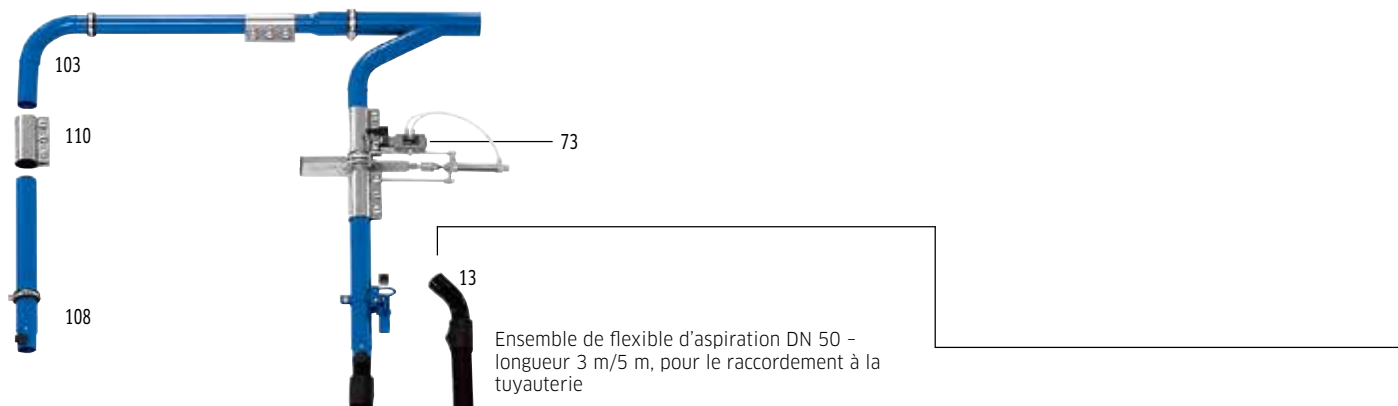 103
110
73
13
108
Ensemble de flexible d'aspiration DN 50 –
longueur 3 m/5 m, pour le raccordement à la
tuyauterie